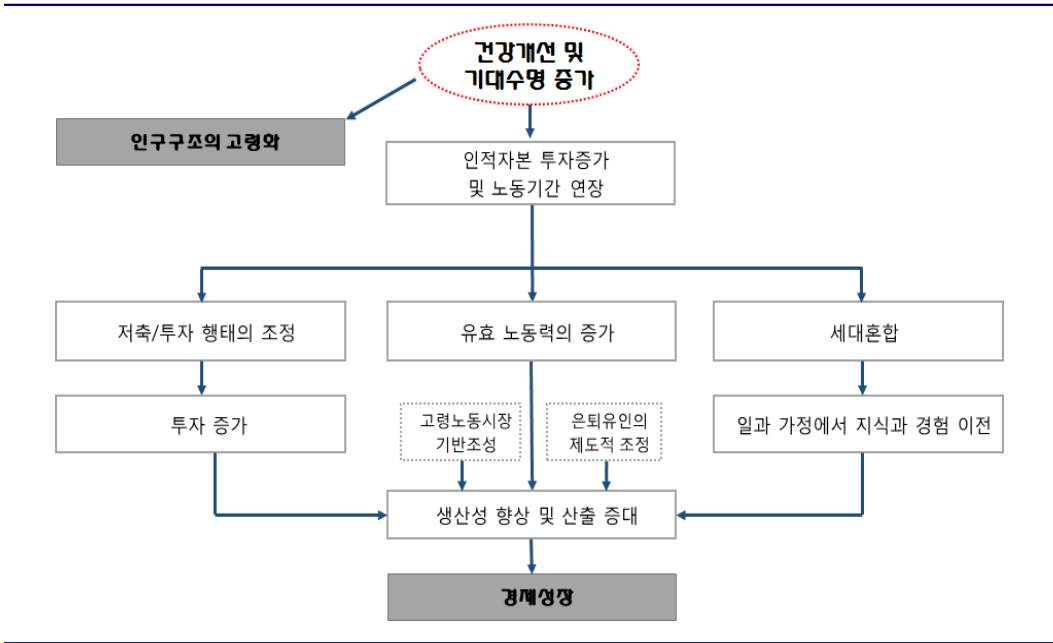 건강개선 및
기대수명 증가
인구구조의 고령화
인적자본 투자증가
및 노동기간 연장
저축/투자 행태의 조정
유효 노동력의 증가
세대혼합
투자 증가
고령노동시장
기반조성
은퇴유인의
제도적 조정
일과 가정에서 지식과 경험 이전
생산성 향상 및 산출 증대
경제성장